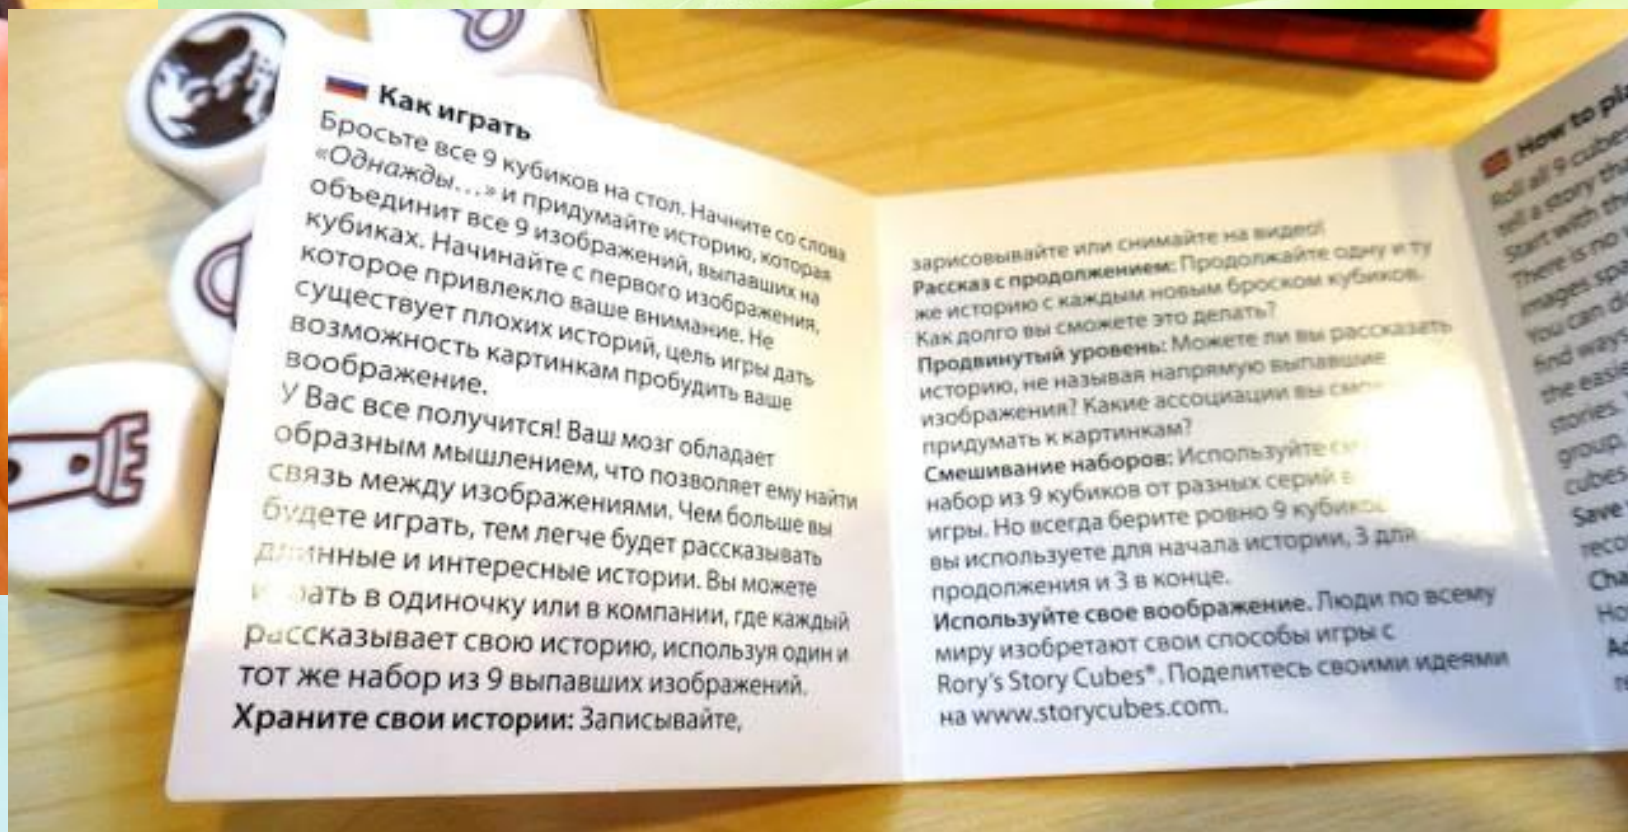 Как играть
Бросьте все 9 кубиков на стол. Начните со слова
«Однажды...» и придумайте историю, которая
объединит все 9 изображений, выпавших на
кубиках. Начинайте с первого изображения,
которое привлекло ваше внимание. Не
существует плохих историй, цель игры дать
возможность картинкам пробудить ваше
воображение.
У Вас все получится! Ваш мозг обладает
образным мышлением, что позволяет ему найти
связь между изображениями. Чем больше вы
будете играть, тем легче будет рассказывать
длинные и интересные истории. Вы можете
играть в одиночку или в компании, где каждый
рассказывает свою историю, используя один и
тот же набор из 9 выпавших изображений.
Храните свои истории: Записывайте,
зарисовывайте или снимайте на видео!
Рассказ с продолжением: Продолжайте одну и ту
же историю с каждым новым броском кубиков.
Как долго вы сможете это делать?
Продвинутый уровень: Можете ли вы рассказать
историю, не называя напрямую выпавшие
изображения? Какие ассоциации вы
придумать к картинкам?
Смешивание наборов: Используйте
набор из 9 кубиков от разных серий
игры. Но всегда берите ровно 9 кубиков
вы используете для начала истории, 3 для
продолжения и 3 в конце.
Используйте свое воображение. Люди по всему
миру изобретают свои способы игры с
Rory's Story Cubes®. Поделитесь своими идеями
на www.storycubes.com.
How to
Roll all 9 cubes
tell a story
Start with
There is no
images
You can
find ways
the
stories.
group.
cubes.
Save